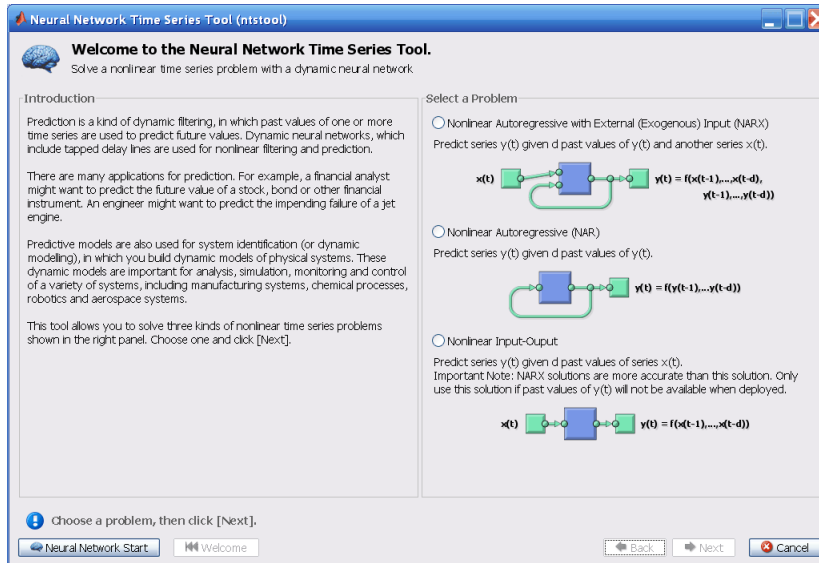 Neural Network Time Series Tool (ntstool)
Welcome to the Neural Network Time Series Tool.
Solve a nonlinear time series problem with a dynamic neural network
Introduction
Prediction is a kind of dynamic filtering, in which past values of one or more
time series are used to predict future values. Dynamic neural networks, which
include tapped delay lines are used for nonlinear filtering and prediction.
There are many applications for prediction. For example, a financial analyst
might want to predict the future value of a stock, bond or other financial
instrument. An engineer might want to predict the impending failure of a jet
engine.
Predictive models are also used for system identification (or dynamic
modelling), in which you build dynamic models of physical systems. These
dynamic models are important for analysis, simulation, monitoring and control
of a variety of systems, including manufacturing systems, chemical processes,
robotics and aerospace systems.
This tool allows you to solve three kinds of nonlinear time series problems
shown in the right panel. Choose one and click [Next].
Select a Problem
Nonlinear Autoregressive with External (Exogenous) Input (NARX)
Predict series y(t) given d past values of y(t) and another series x(t).
x(t) y(t) = f(x(t-1),...,x(t-d),
y(t-1),...,y(t-d))
Nonlinear Autoregressive (NAR)
Predict series y(t) given d past values of y(t).
y(t) = f(y(t-1),...y(t-d))
Nonlinear Input-Ouput
Predict series y(t) given d past values of series x(t).
Important Note: NARX solutions are more accurate than this solution. Only
use this solution if past values of y(t) will not be available when deployed.
x(t) y(t) = f(x(t-1),...,x(t-d))
Choose a problem, then click [Next].
Neural Network Start Welcome Back Next Cancel